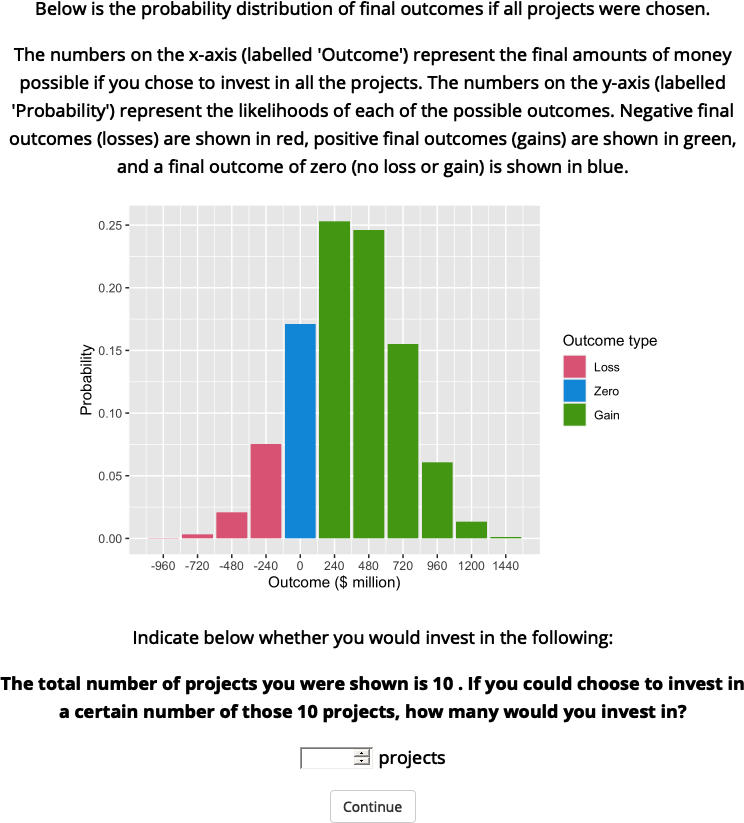 Below is the probability distribution of final outcomes if all projects were chosen.
The numbers on the x-axis (labelled 'Outcome') represent the final amounts of money
possible if you chose to invest in all the projects. The numbers on the y-axis (labelled
'Probability') represent the likelihoods of each of the possible outcomes. Negative final
outcomes (losses) are shown in red, positive final outcomes (gains) are shown in green,
and a final outcome of zero (no loss or gain) is shown in blue.
0.25
0.20
0.15
0.10
0.05
0.00
Probability
-960 -720 -480 -240 0 240 480 720 960 1200 1440
Outcome ($ million)
Outcome type
Loss
Zero
Gain
Indicate below whether you would invest in the following:
The total number of projects you were shown is 10 . If you could choose to invest in
a certain number of those 10 projects, how many would you invest in?
projects
Continue